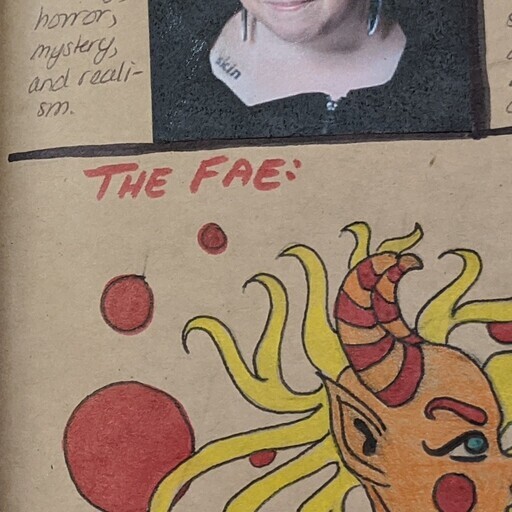 horror,
mystery,
and reali-
sm.
skin
THE FAE: